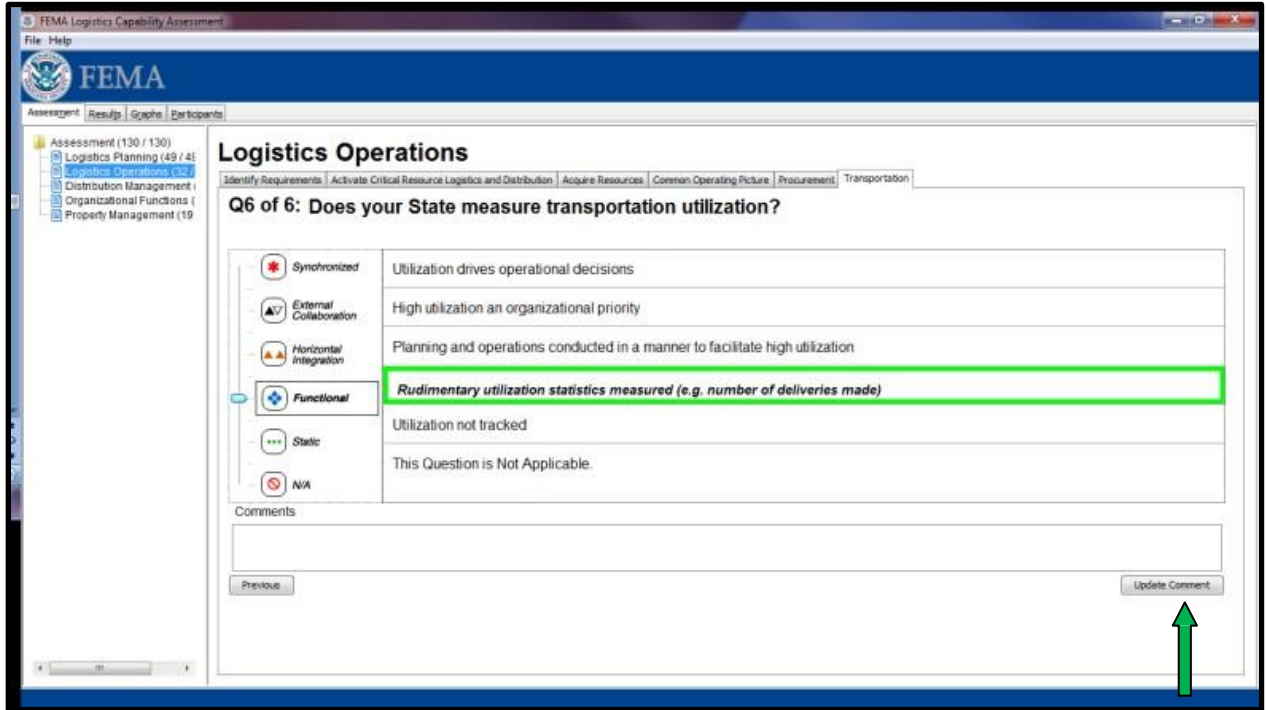 FEMA Logistics Capability Assessment
File Help
FEMA
Assessment Results Graphs Participants
Assessment (130 / 130)
Logistics Planning (49 / 4
Logistics Operations (32 /
Distribution Management
Organizational Functions (
Property Management (19
Logistics Operations
Identify Requirements Activate Critical Resource Logistics and Distribution Acquire Resources Common Operating Picture Procurement Transportation
Q6 of 6: Does your State measure transportation utilization?
Synchronized Utilization drives operational decisions
External Collaboration High utilization an organizational priority
Horizontal Integration Planning and operations conducted in a manner to facilitate high utilization
Functional Rudimentary utilization statistics measured (e.g. number of deliveries made)
Static Utilization not tracked
N/A This Question is Not Applicable.
Comments
Previous Update Comment